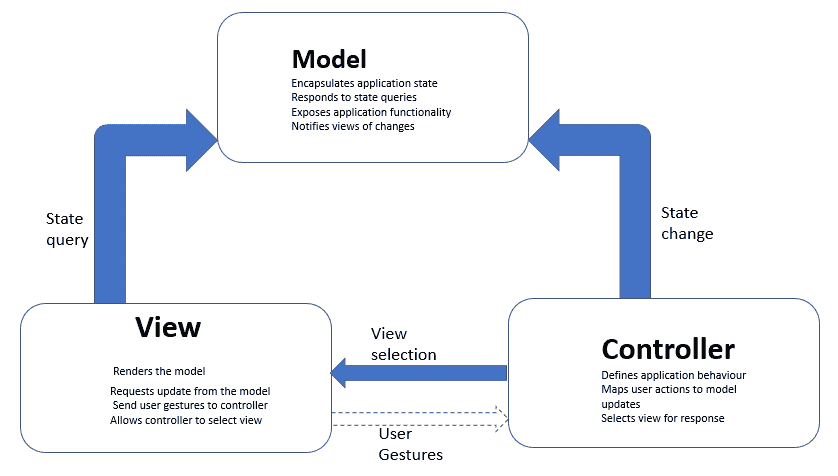 Model
Encapsulates application state
Responds to state queries
Exposes application functionality
Notifies views of changes
State
query
State
change
View
Renders the model
Requests update from the model
Send user gestures to controller
Allows controller to select view
View
selection
User
Gestures
Controller
Defines application behaviour
Maps user actions to model
updates
Selects view for response